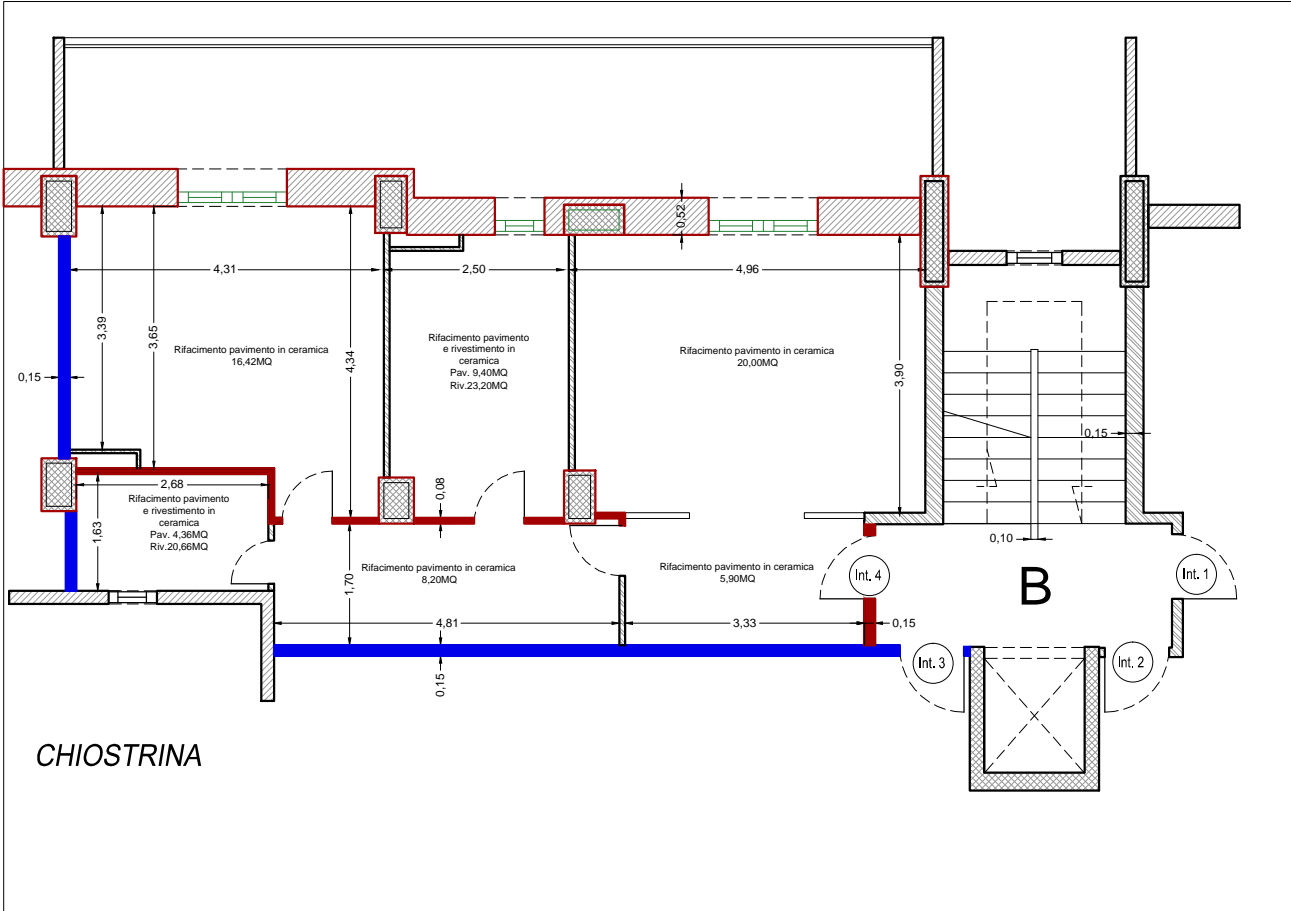 0,52
4,31
2,50
4,96
3,39
3,65
4,34
3,90
0,15
Rifacimento pavimento in ceramica
16,42MQ
Rifacimento pavimento
e rivestimento in
ceramica
Pav. 9,40MQ
Riv.23,20MQ
Rifacimento pavimento in ceramica
20,00MQ
0,15
2,68
1,63
Rifacimento pavimento
e rivestimento in
ceramica
Pav. 4,36MQ
Riv.20,66MQ
0,08
1,70
Rifacimento pavimento in ceramica
8,20MQ
Rifacimento pavimento in ceramica
5,90MQ
0,10
Int. 4
B
Int. 1
4,81
3,33
0,15
0,15
Int. 3
Int. 2
CHIOSTRINA